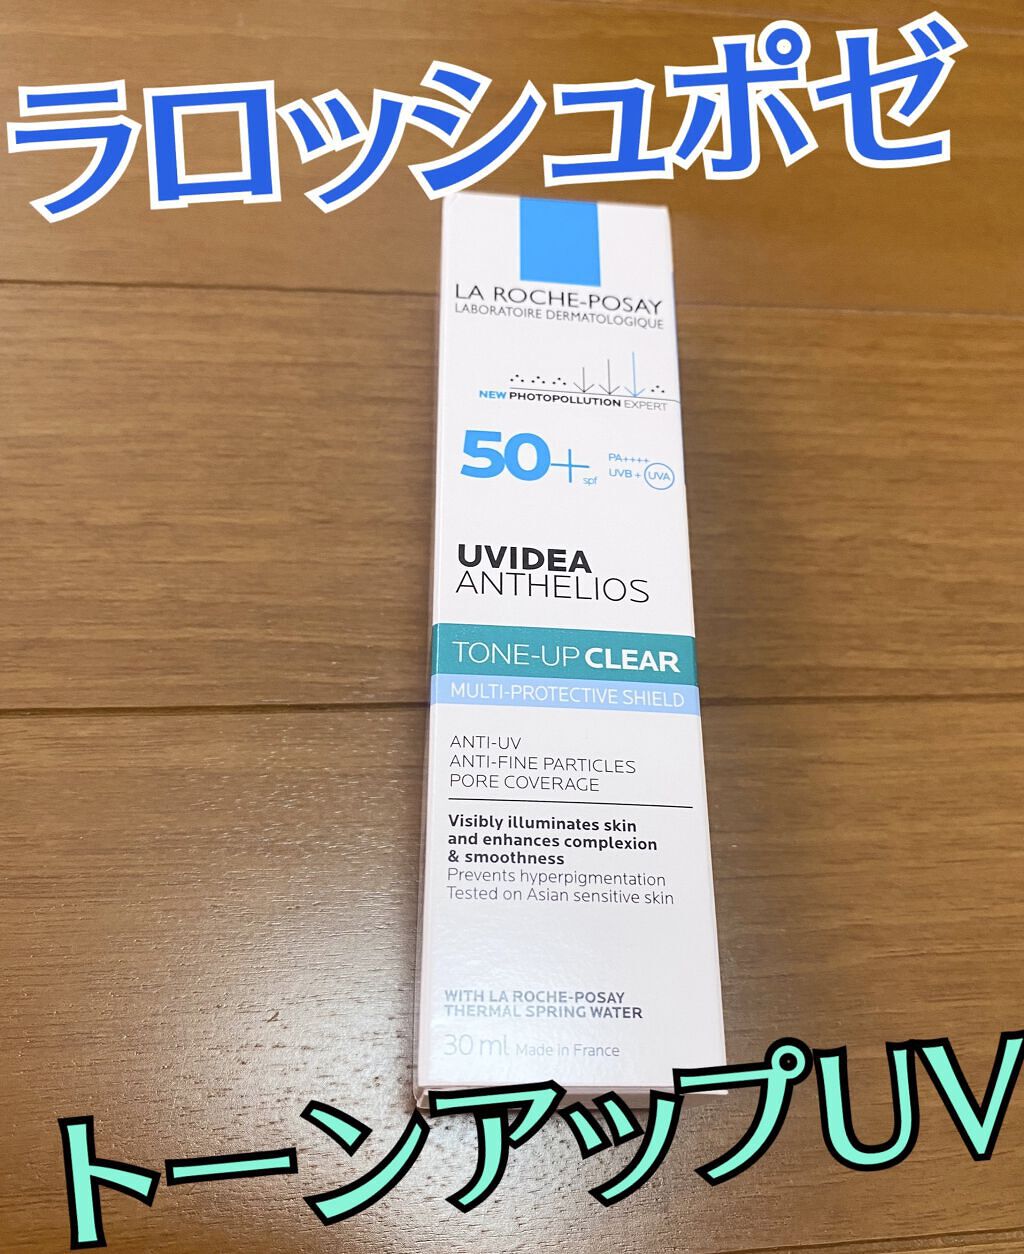 ラロッシュポゼ
LA ROCHE-POSAY
LABORATOIRE DERMATOLOGIQUE
NEW PHOTOPOLLUTION EXPERT
50+ spf
PA++++
UVB + UVA
UVIDEA
ANTHELIOS
TONE-UP CLEAR
MULTI-PROTECTIVE SHIELD
ANTI-UV
ANTI-FINE PARTICLES
PORE COVERAGE
Visibly illuminates skin
and enhances complexion
& smoothness
Prevents hyperpigmentation
Tested on Asian sensitive skin
WITH LA ROCHE-POSAY
THERMAL SPRING WATER
30 ml Made in France
トーンアップUV